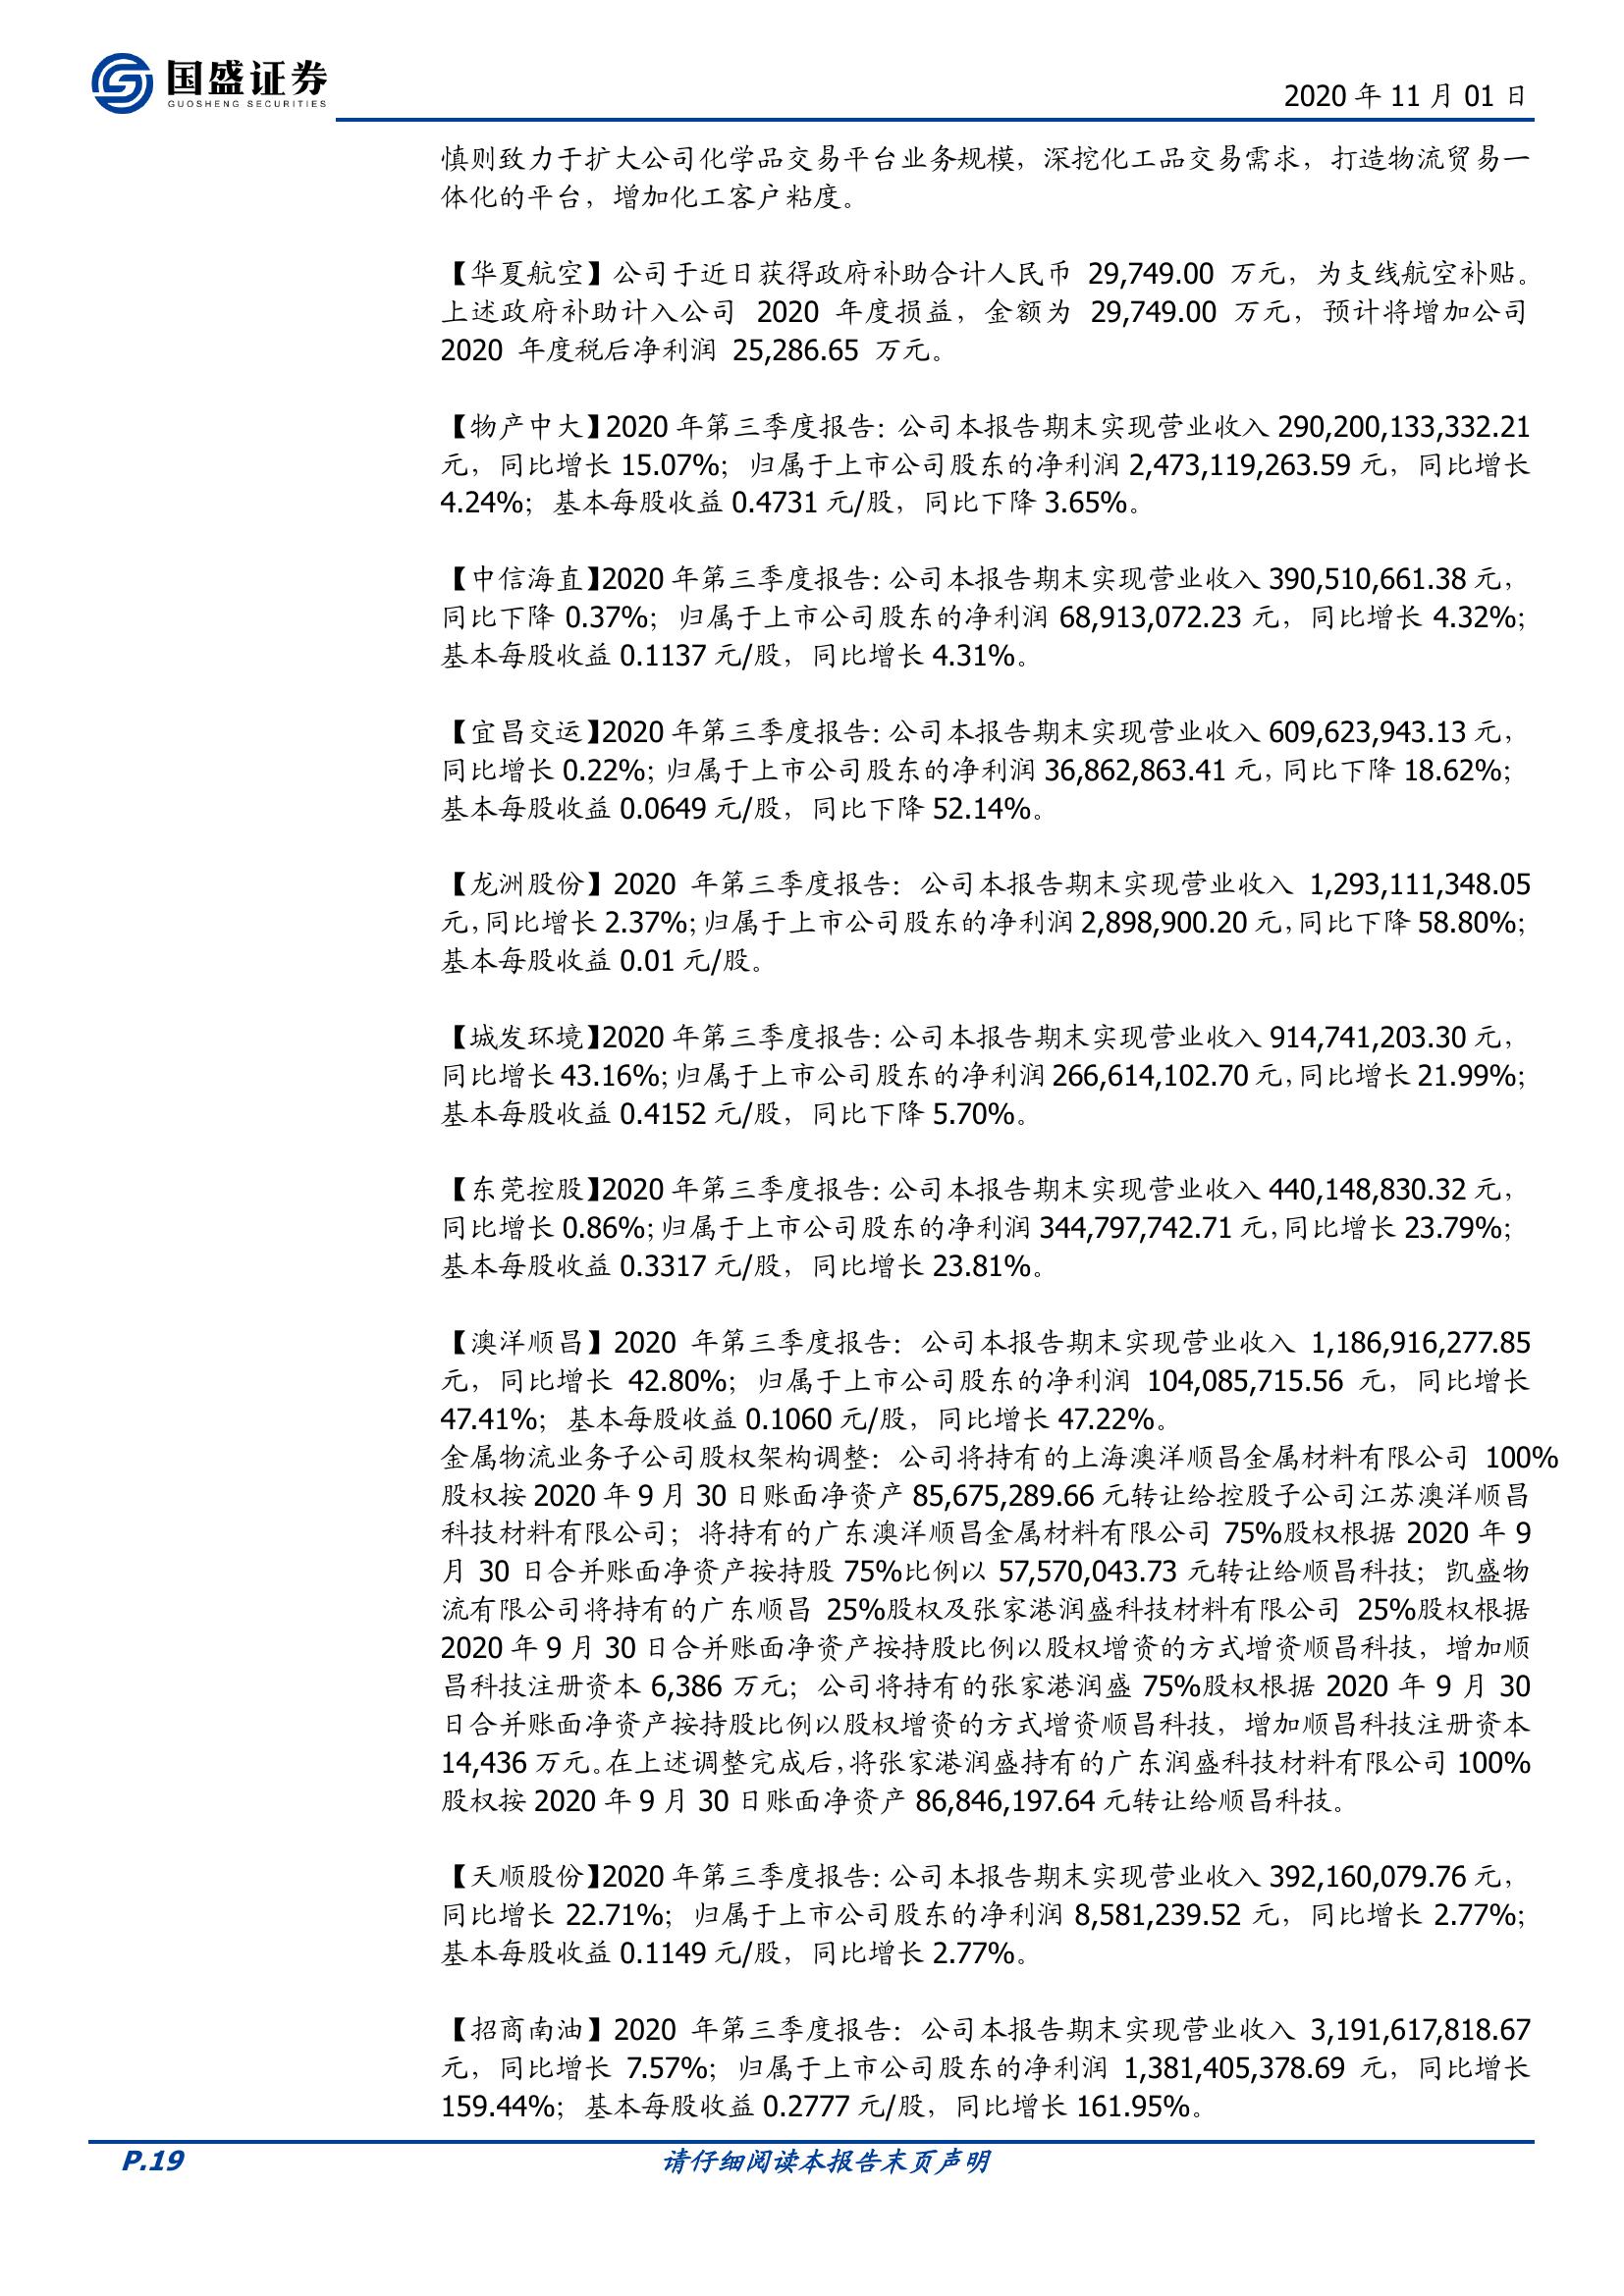 国盛证券
GUOSHENG SECURITIES
2020 年 11 月 01 日
慎则致力于扩大公司化学品交易平台业务规模，深挖化工品交易需求，打造物流贸易一
体化的平台，增加化工客户粘度。
【华夏航空】公司于近日获得政府补助合计人民币 29,749.00 万元，为支线航空补贴。
上述政府补助计入公司 2020 年度损益，金额为 29,749.00 万元，预计将增加公司
2020 年度税后净利润 25,286.65 万元。
【物产中大】2020 年第三季度报告：公司本报告期末实现营业收入 290,200,133,332.21
元，同比增长 15.07%；归属于上市公司股东的净利润 2,473,119,263.59 元，同比增长
4.24%；基本每股收益 0.4731 元/股，同比下降 3.65%。
【中信海直】2020 年第三季度报告：公司本报告期末实现营业收入 390,510,661.38 元，
同比下降 0.37%；归属于上市公司股东的净利润 68,913,072.23 元，同比增长 4.32%；
基本每股收益 0.1137 元/股，同比增长 4.31%。
【宜昌交运】2020 年第三季度报告：公司本报告期末实现营业收入 609,623,943.13 元，
同比增长 0.22%；归属于上市公司股东的净利润 36,862,863.41 元，同比下降 18.62%；
基本每股收益 0.0649 元/股，同比下降 52.14%。
【龙洲股份】2020 年第三季度报告：公司本报告期末实现营业收入 1,293,111,348.05
元，同比增长 2.37%；归属于上市公司股东的净利润 2,898,900.20 元，同比下降 58.80%；
基本每股收益 0.01 元/股。
【城发环境】2020 年第三季度报告：公司本报告期末实现营业收入 914,741,203.30 元，
同比增长 43.16%；归属于上市公司股东的净利润 266,614,102.70 元，同比增长 21.99%；
基本每股收益 0.4152 元/股，同比下降 5.70%。
【东莞控股】2020 年第三季度报告：公司本报告期末实现营业收入 440,148,830.32 元，
同比增长 0.86%；归属于上市公司股东的净利润 344,797,742.71 元，同比增长 23.79%；
基本每股收益 0.3317 元/股，同比增长 23.81%。
【澳洋顺昌】2020 年第三季度报告：公司本报告期末实现营业收入 1,186,916,277.85
元，同比增长 42.80%；归属于上市公司股东的净利润 104,085,715.56 元，同比增长
47.41%；基本每股收益 0.1060 元/股，同比增长 47.22%。
金属物流业务子公司股权架构调整：公司将持有的上海澳洋顺昌金属材料有限公司 100%
股权按 2020 年 9 月 30 日账面净资产 85,675,289.66 元转让给控股子公司江苏澳洋顺昌
科技材料有限公司；将持有的广东澳洋顺昌金属材料有限公司 75%股权根据 2020 年 9
月 30 日合并账面净资产按持股 75%比例以 57,570,043.73 元转让给顺昌科技；凯盛物
流有限公司将持有的广东顺昌 25%股权及张家港润盛科技材料有限公司 25%股权根据
2020 年 9 月 30 日合并账面净资产按持股比例以股权增资的方式增资顺昌科技，增加顺
昌科技注册资本 6,386 万元；公司将持有的张家港润盛 75%股权根据 2020 年 9 月 30
日合并账面净资产按持股比例以股权增资的方式增资顺昌科技，增加顺昌科技注册资本
14,436 万元。在上述调整完成后，将张家港润盛持有的广东润盛科技材料有限公司 100%
股权按 2020 年 9 月 30 日账面净资产 86,846,197.64 元转让给顺昌科技。
【天顺股份】2020 年第三季度报告：公司本报告期末实现营业收入 392,160,079.76 元，
同比增长 22.71%；归属于上市公司股东的净利润 8,581,239.52 元，同比增长 2.77%；
基本每股收益 0.1149 元/股，同比增长 2.77%。
【招商南油】2020 年第三季度报告：公司本报告期末实现营业收入 3,191,617,818.67
元，同比增长 7.57%；归属于上市公司股东的净利润 1,381,405,378.69 元，同比增长
159.44%；基本每股收益 0.2777 元/股，同比增长 161.95%。
P.19
请仔细阅读本报告末页声明